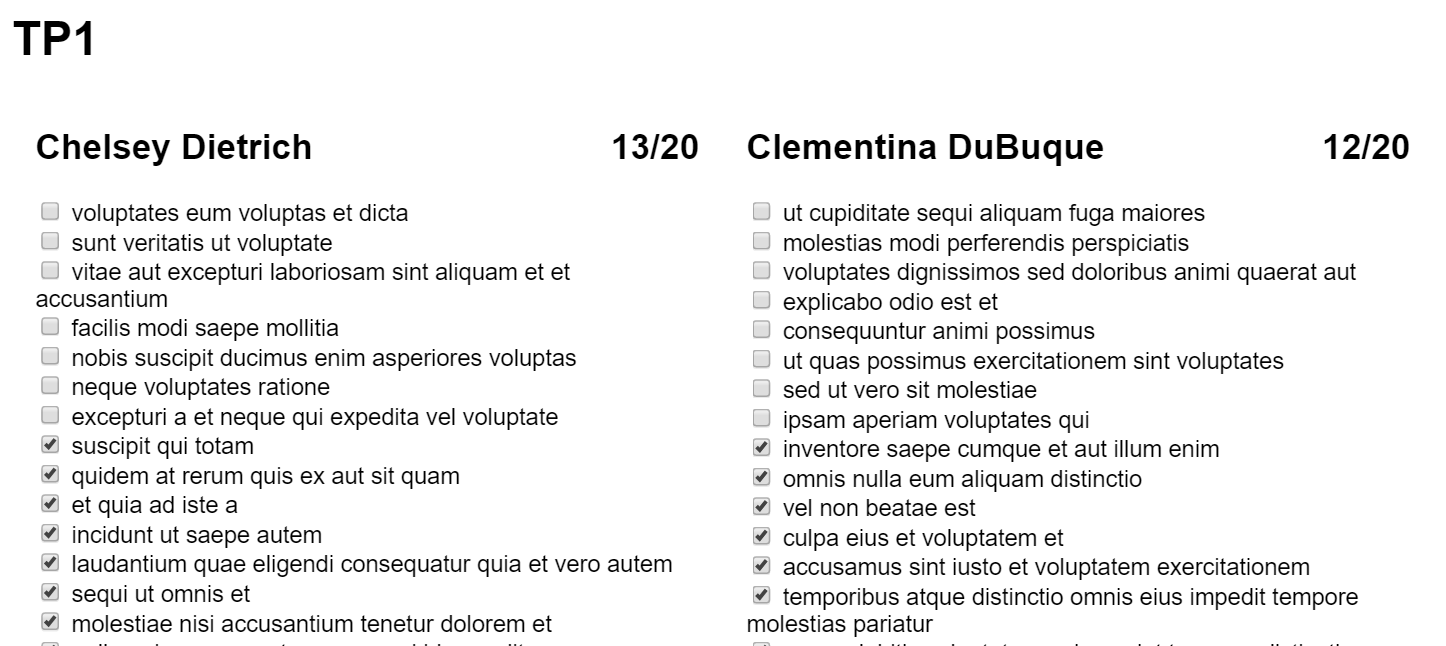 TP1
Chelsey Dietrich 13/20
voluptates eum voluptas et dicta
sunt veritatis ut voluptate
vitae aut excepturi laboriosam sint aliquam et et
accusantium
facilis modi saepe mollitia
nobis suscipit ducimus enim asperiores voluptas
neque voluptates ratione
excepturi a et neque qui expedita vel voluptate
suscipit qui totam
quidem at rerum quis ex aut sit quam
et quia ad iste a
incidunt ut saepe autem
laudantium quae eligendi consequatur quia et vero autem
sequi ut omnis et
molestiae nisi accusantium tenetur dolorem et
Clementina DuBuque 12/20
ut cupiditate sequi aliquam fuga maiores
molestias modi perferendis perspiciatis
voluptates dignissimos sed doloribus animi quaerat aut
explicabo odio est et
consequuntur animi possimus
ut quas possimus exercitationem sint voluptates
sed ut vero sit molestiae
ipsam aperiam voluptates qui
inventore saepe cumque et aut illum enim
omnis nulla eum aliquam distinctio
vel non beatae est
culpa eius et voluptatem et
accusamus sint iusto et voluptatem exercitationem
temporibus atque distinctio omnis eius impedit tempore
molestias pariatur